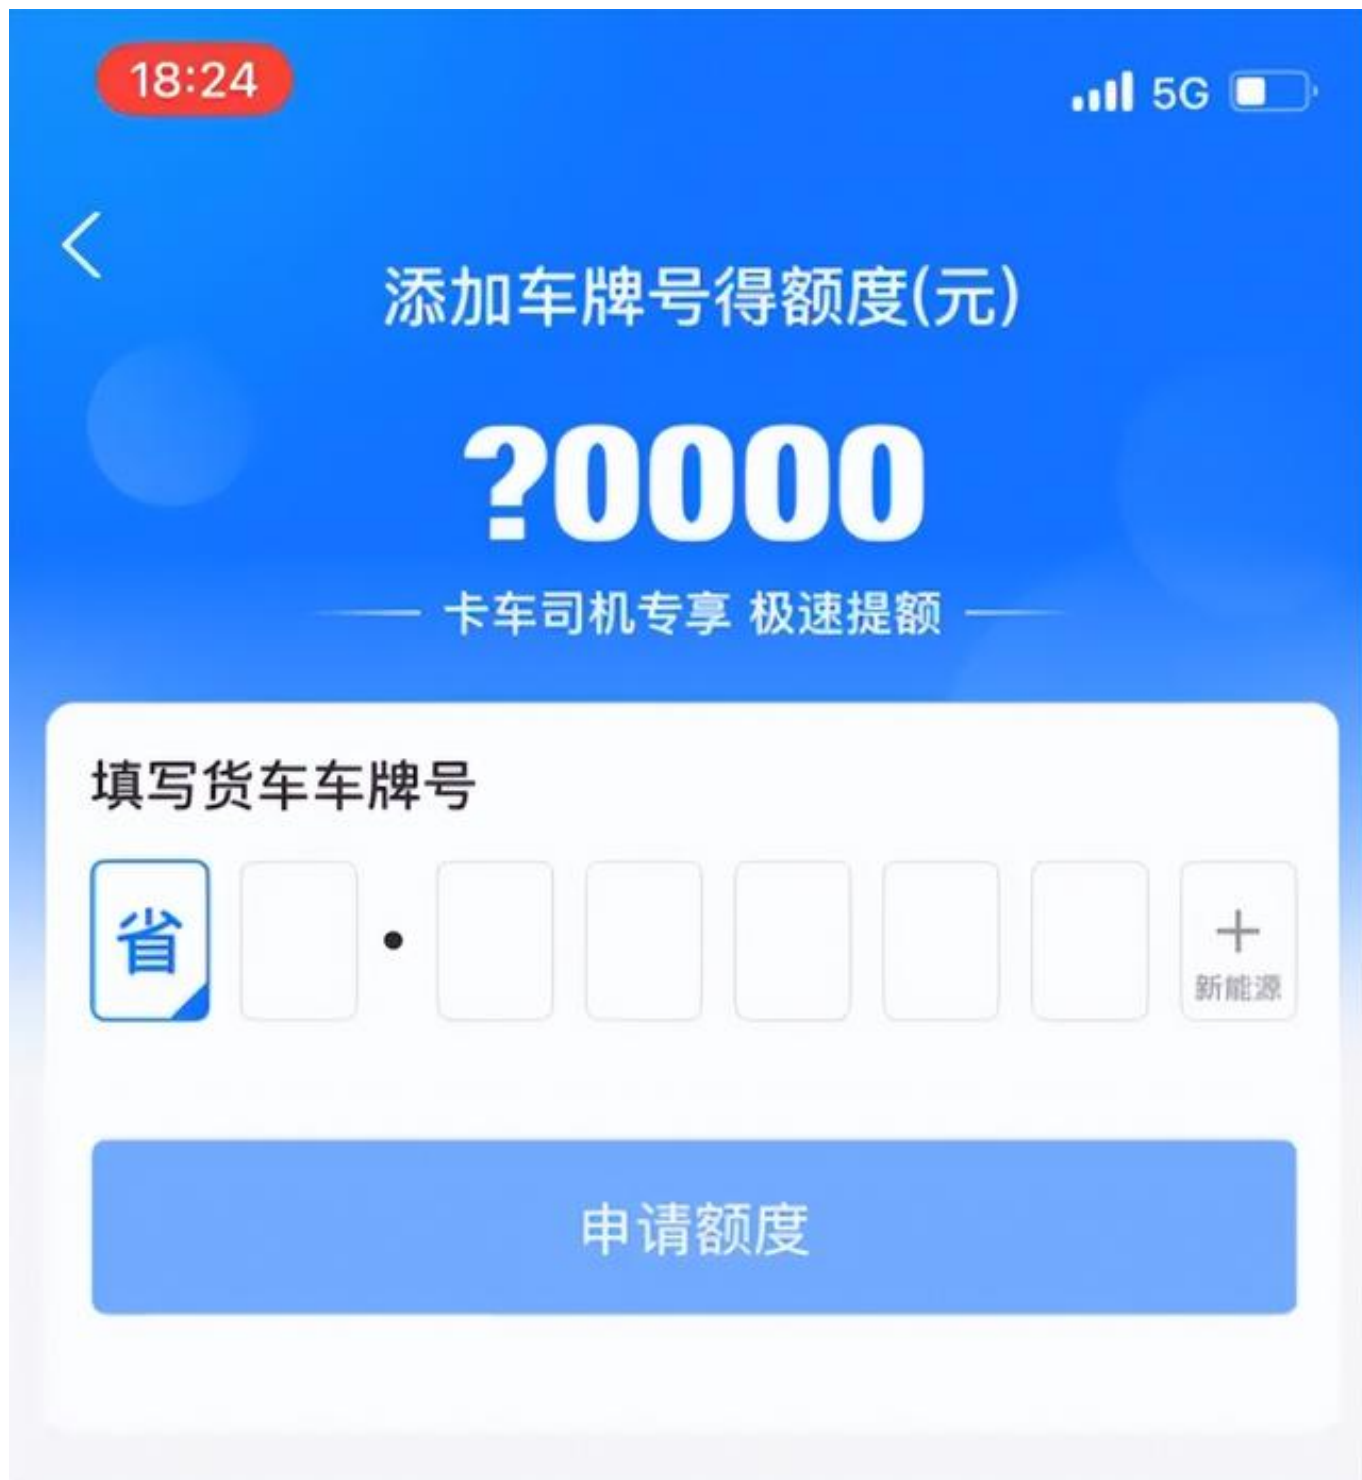 18:24
5G
添加车牌号得额度(元)
?0000
卡车司机专享 极速提额
填写货车车牌号
省
·
+
新能源
申请额度